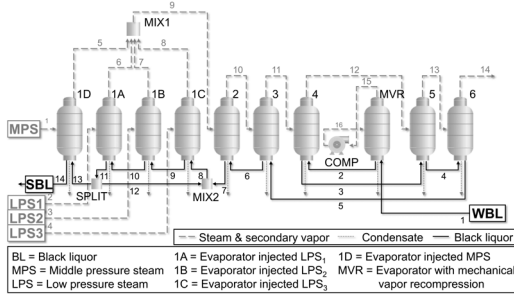 9
MIX1
5
8
6
7
10
11
12
13
14
15
1D
1A
1B
1C
2
3
4
MVR
5
6
MPS
1
16
COMP
14
13
11
10
9
8
7
6
2
4
SBL
SPLIT
12
MIX2
3
5
LPS1
2
LPS2
3
LPS3
4
1
WBL
Steam & secondary vapor
Condensate
Black liquor
BL = Black liquor
MPS = Middle pressure steam
LPS = Low pressure steam
1A = Evaporator injected LPS₁
1B = Evaporator injected LPS₂
1C = Evaporator injected LPS₃
1D = Evaporator injected MPS
MVR = Evaporator with mechanical
vapor recompression